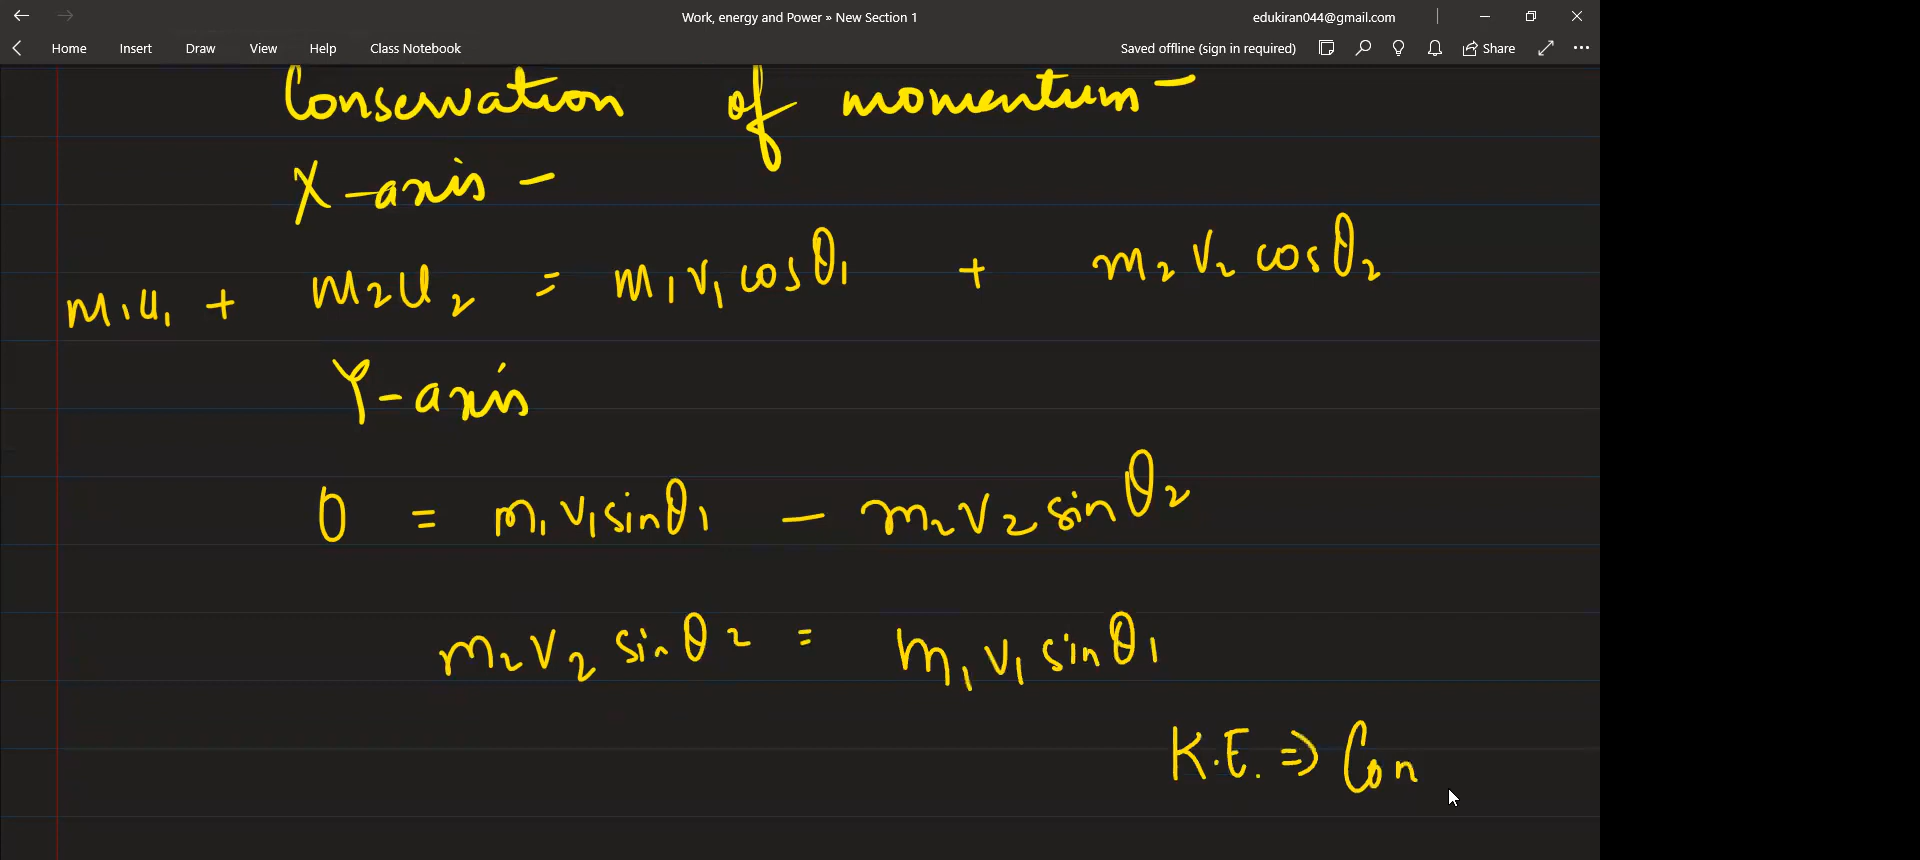 Work, energy and Power » New Section 1
edukiran044@gmail.com
Home Insert Draw View Help Class Notebook
Saved offline (sign in required) Share
Conservation of momentum -
X-axis -
m₁u₁ + m₂u₂ = m₁v₁cosθ₁ + m₂v₂cosθ₂
Y-axis
0 = m₁v₁sinθ₁ - m₂v₂sinθ₂
m₂v₂sinθ₂ = m₁v₁sinθ₁
K.E. ⇒ Con